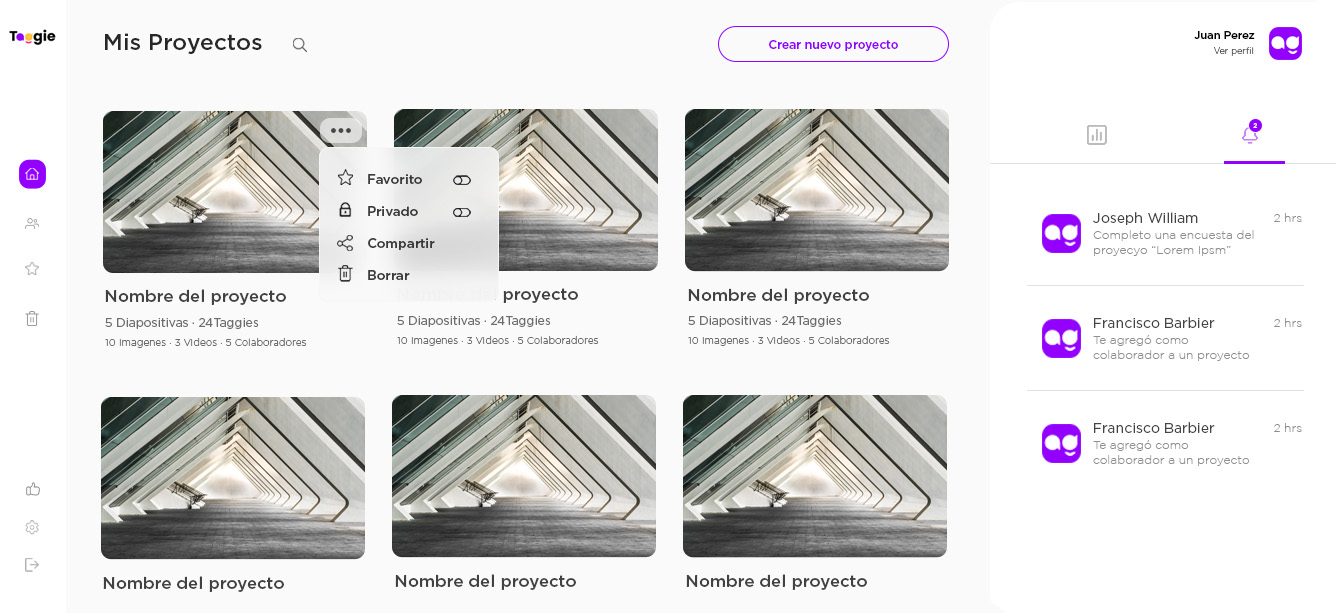 Taggie
Mis Proyectos
Crear nuevo proyecto
Juan Perez
Ver perfil
2
Favorito
Privado
Compartir
Borrar
Nombre del proyecto
5 Diapositivas · 24Taggies
10 Imagenes · 3 Videos · 5 Colaboradores
proyecto
5 Diapositivas · 24Taggies
10 Imagenes · 3 Videos · 5 Colaboradores
Nombre del proyecto
5 Diapositivas · 24Taggies
10 Imagenes · 3 Videos · 5 Colaboradores
Nombre del proyecto
Nombre del proyecto
Nombre del proyecto
Joseph William
2 hrs
Completo una encuesta del
proyecyo “Lorem Ipsm”
Francisco Barbier
2 hrs
Te agregó como
colaborador a un proyecto
Francisco Barbier
2 hrs
Te agregó como
colaborador a un proyecto